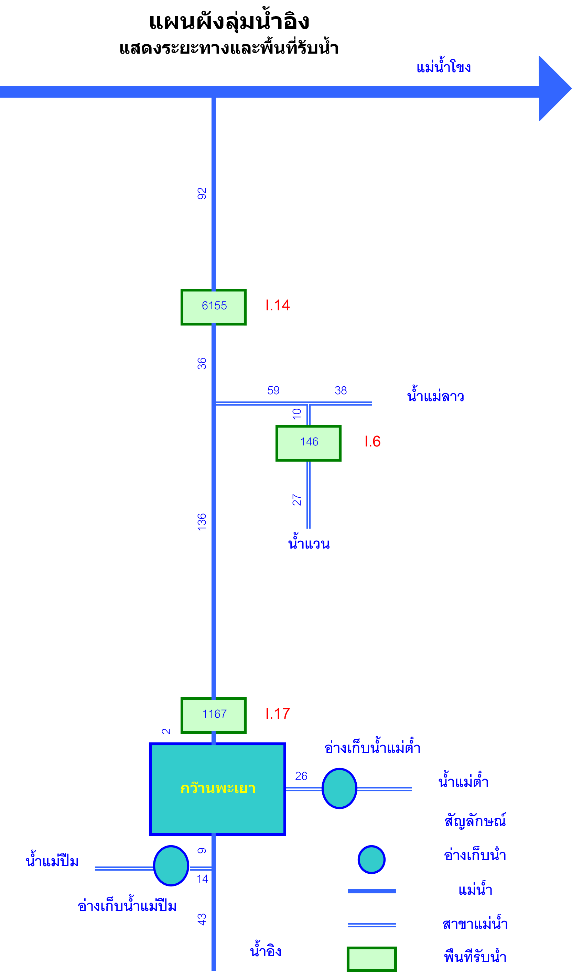 แผนผังลุ่มน้ำอิง
แสดงระยะทางและพื้นที่รับน้ำ
แม่น้ำโขง
92
6155 I.14
36
59 38 น้ำแม่ลาว
10
146 I.6
27
136
น้ำแวน
1167 I.17
2
อ่างเก็บน้ำแม่ต๋ำ
กว๊านพะเยา
26
น้ำแม่ต๋ำ
สัญลักษณ์
9
น้ำแม่ปืม
อ่างเก็บน้ำ
14
แม่น้ำ
อ่างเก็บน้ำแม่ปืม
43
สาขาแม่น้ำ
น้ำอิง
พื้นที่รับน้ำ